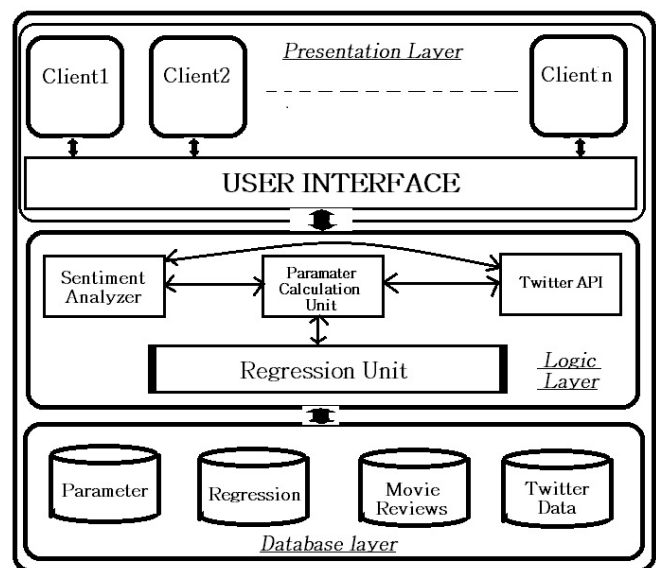 Presentation Layer
Client1
Client2
Client n
USER INTERFACE
Sentiment
Analyzer
Paramater
Calculation
Unit
Twitter API
Regression Unit
Logic
Layer
Parameter
Regression
Movie
Reviews
Twitter
Data
Database layer